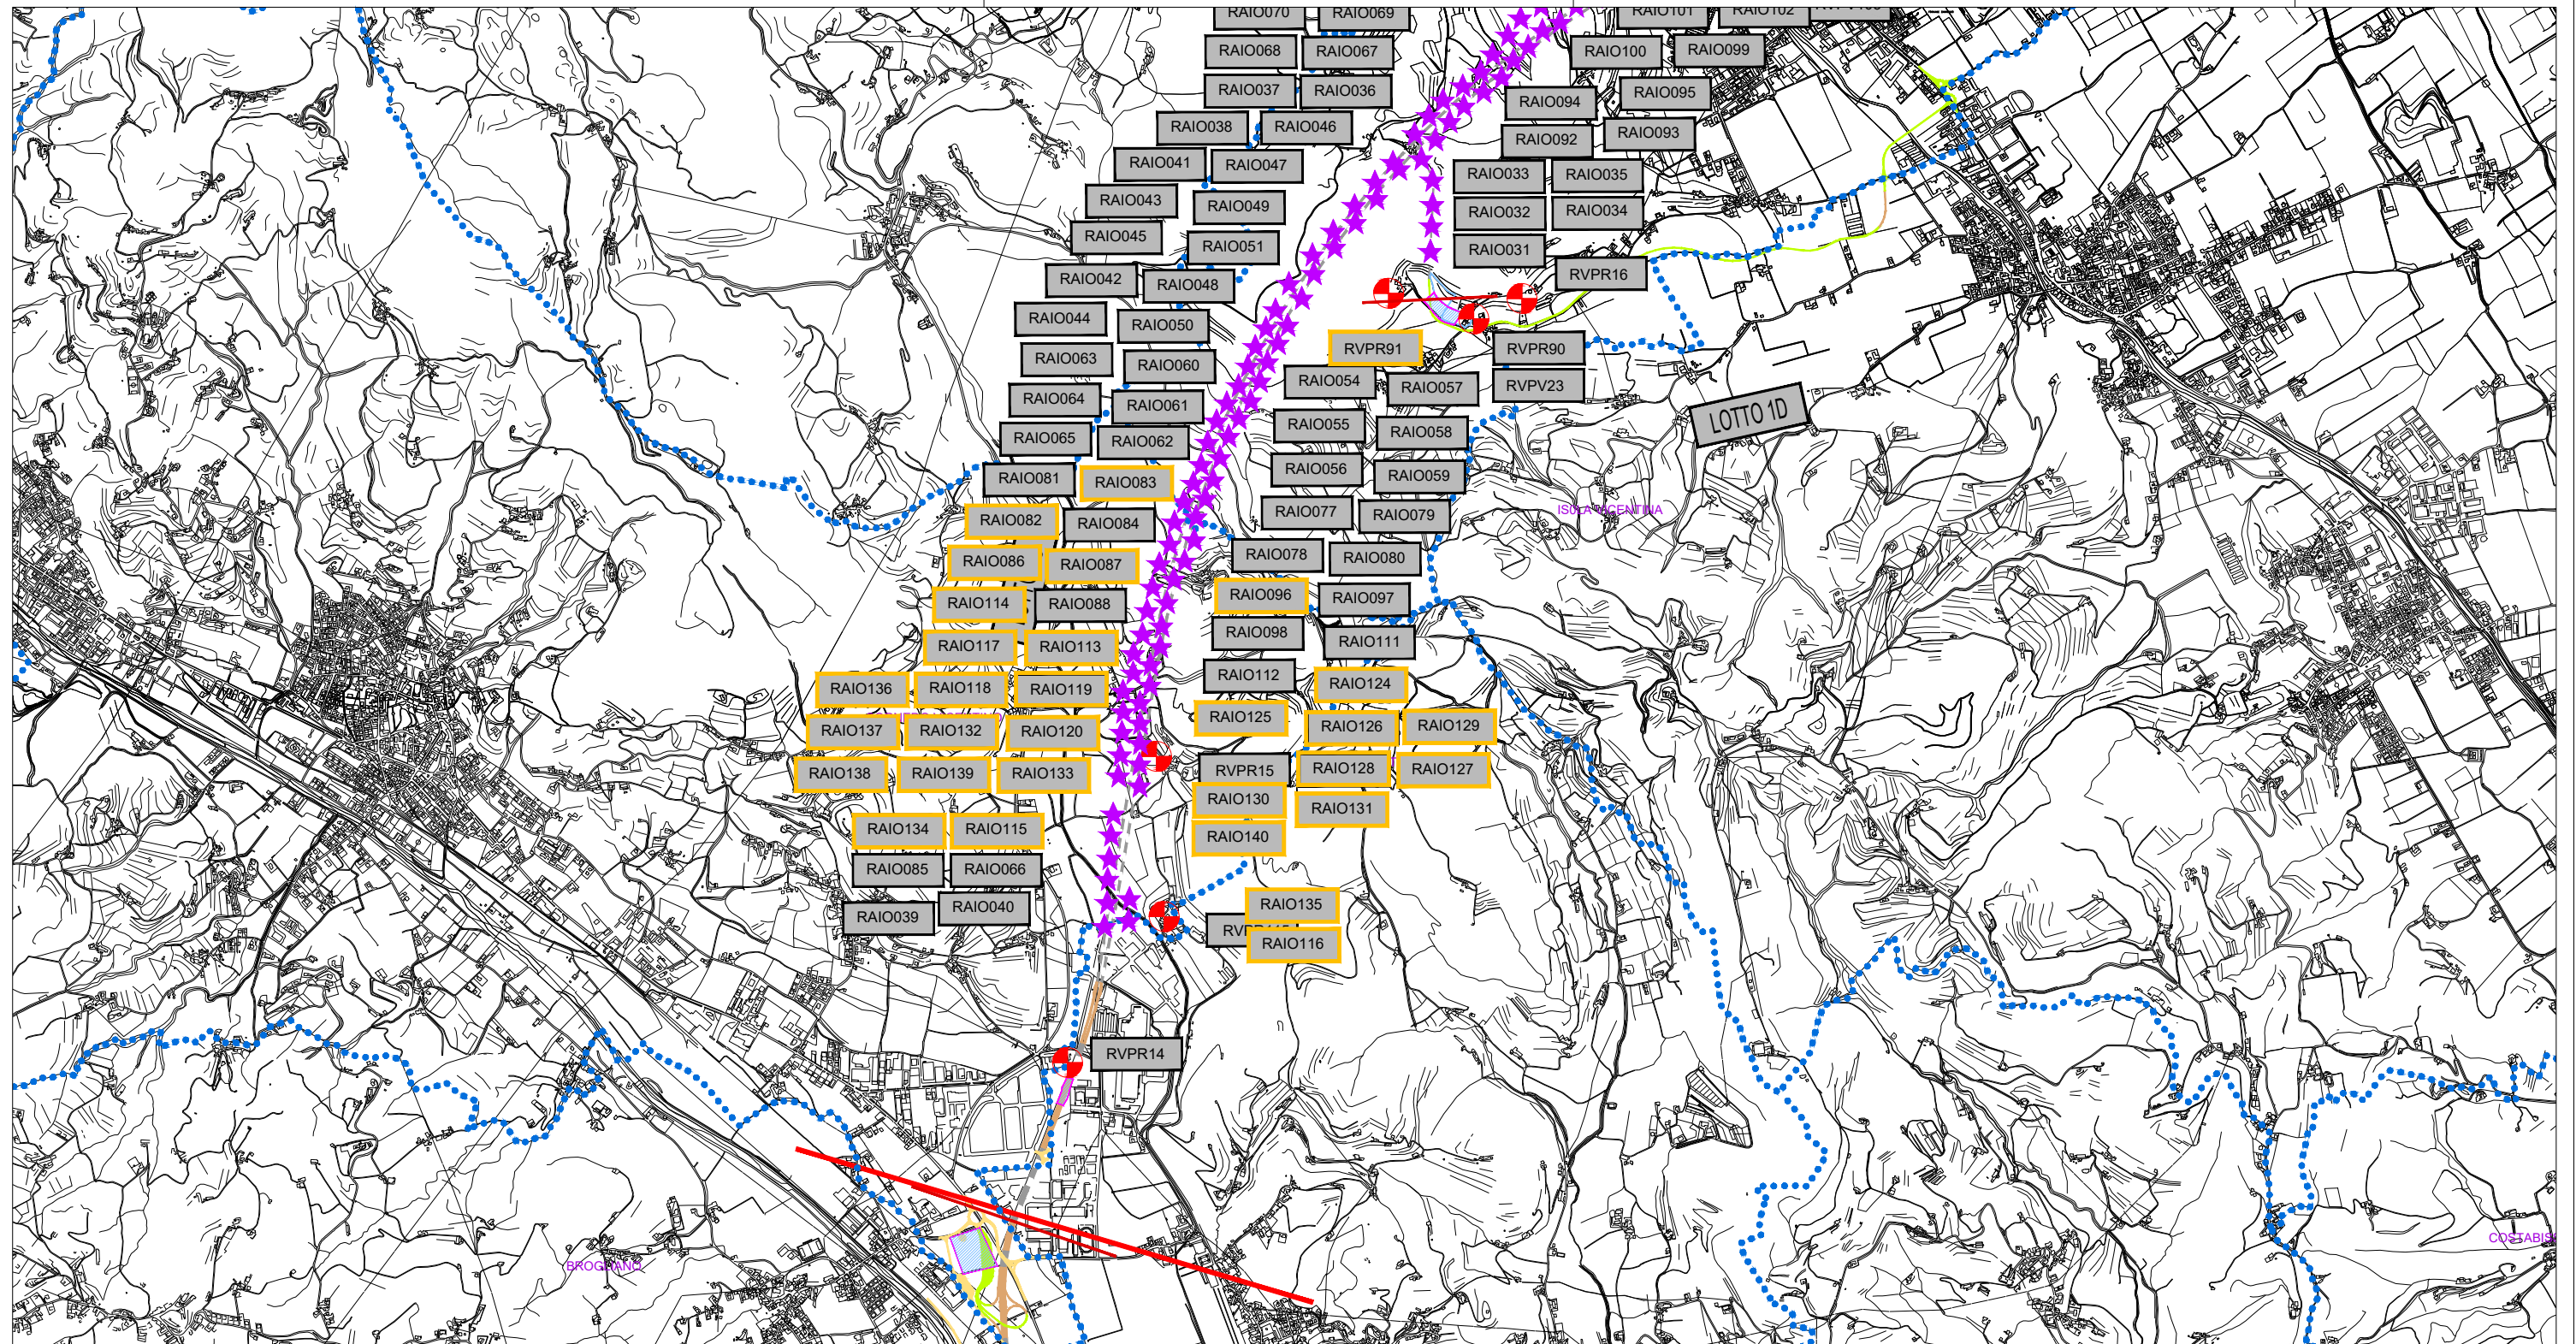 RAIO070 RAIO069 RAIO101 RAIO102
RAIO068 RAIO067 RAIO100 RAIO099
RAIO037 RAIO036 RAIO094 RAIO095
RAIO038 RAIO046 RAIO092 RAIO093
RAIO041 RAIO047 RAIO033 RAIO035
RAIO043 RAIO049 RAIO032 RAIO034
RAIO045 RAIO051 RAIO031
RAIO042 RAIO048 RVPR16
RAIO044 RAIO050
RAIO063 RAIO060 RVPR91 RVPR90
RAIO064 RAIO061 RAIO054 RAIO057 RVPV23
LOTTO 1D
RAIO065 RAIO062 RAIO055 RAIO058
RAIO081 RAIO083 RAIO056 RAIO059
RAIO082 RAIO084 RAIO077 RAIO079
ISOLA VICENTINA
RAIO086 RAIO087 RAIO078 RAIO080
RAIO114 RAIO088 RAIO096 RAIO097
RAIO117 RAIO113 RAIO098 RAIO111
RAIO136 RAIO118 RAIO119 RAIO112 RAIO124
RAIO137 RAIO132 RAIO120 RAIO125 RAIO126 RAIO129
RAIO138 RAIO139 RAIO133 RVPR15 RAIO128 RAIO127
RAIO130 RAIO131
RAIO134 RAIO115 RAIO140
RAIO085 RAIO066
RAIO039 RAIO040 RAIO135
RAIO116
RVPR14
BROGLIANO